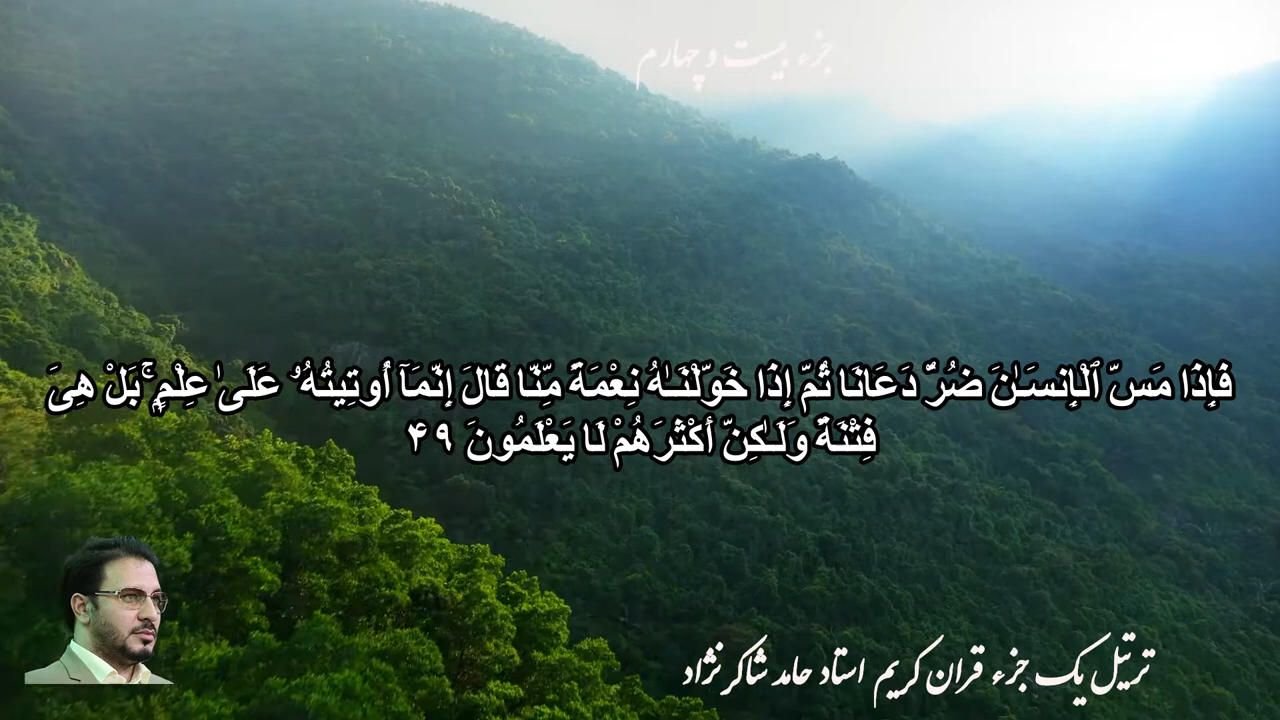 جزء بیست و چهارم
فَإِذَا مَسَّ ٱلْإِنسَـٰنَ ضُرٌّ دَعَانَا ثُمَّ إِذَا خَوَّلْنَـٰهُ نِعْمَةً مِّنَّا قَالَ إِنَّمَآ أُوتِيتُهُۥ عَلَىٰ عِلْمٍۭ ۚ بَلْ هِىَ
فِتْنَةٌ وَلَـٰكِنَّ أَكْثَرَهُمْ لَا يَعْلَمُونَ ۴۹
ترتیل یک جزء قران کریم استاد حامد شاکرنژاد